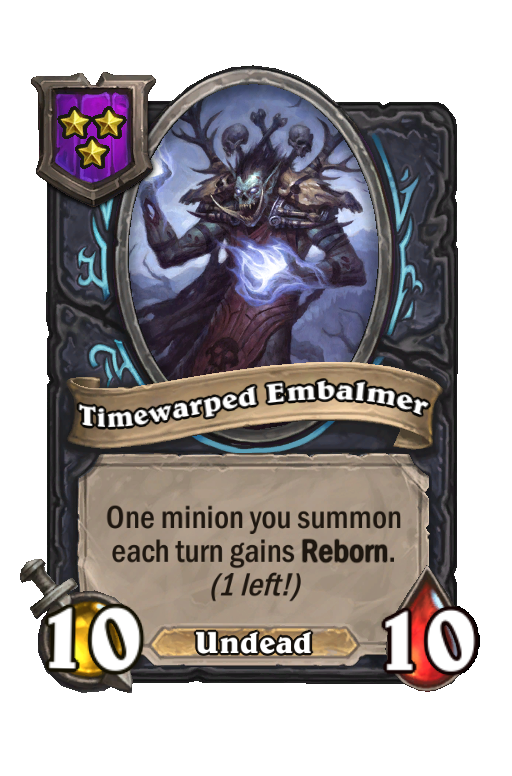 Timewarped Embalmer
One minion you summon
each turn gains Reborn.
(1 left!)
10
Undead
10